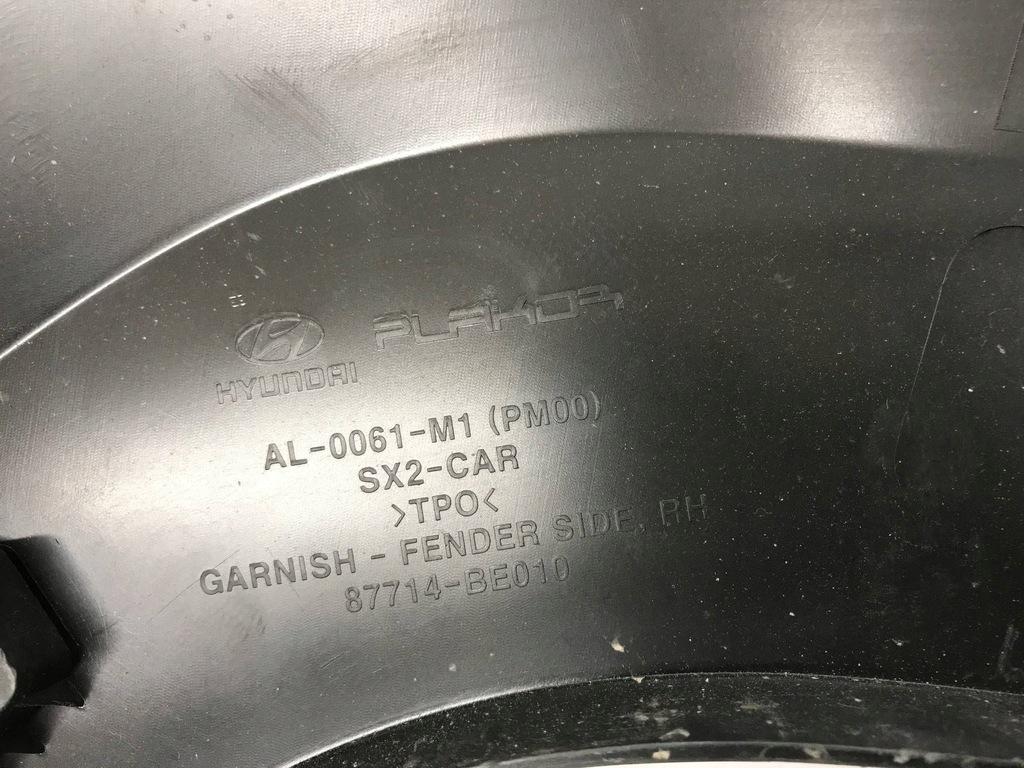 PLAKOR
HYUNDAI
AL-0061-M1 (PM00)
SX2-CAR
>TPO<
GARNISH - FENDER SIDE, RH
87714-BE010